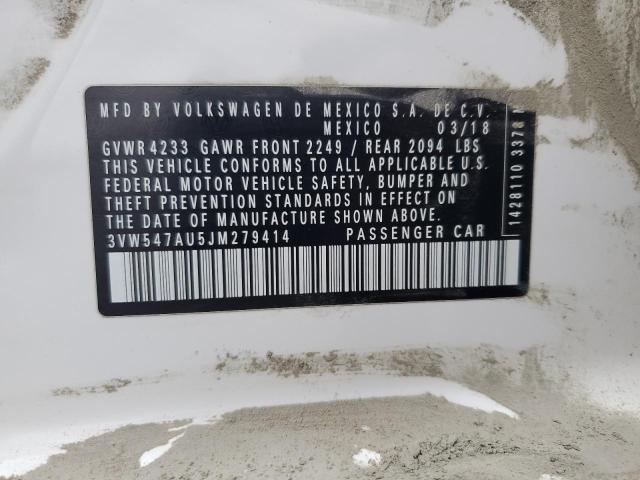 MFD BY VOLKSWAGEN DE MEXICO S.A. DE C.V.
MEXICO 03/18
GVWR 4233 GAWR FRONT 2249 / REAR 2094 LBS
THIS VEHICLE CONFORMS TO ALL APPLICABLE U.S.
FEDERAL MOTOR VEHICLE SAFETY, BUMPER AND
THEFT PREVENTION STANDARDS IN EFFECT ON
THE DATE OF MANUFACTURE SHOWN ABOVE.
3VW547AU5JM279414 PASSENGER CAR
1428110 3378